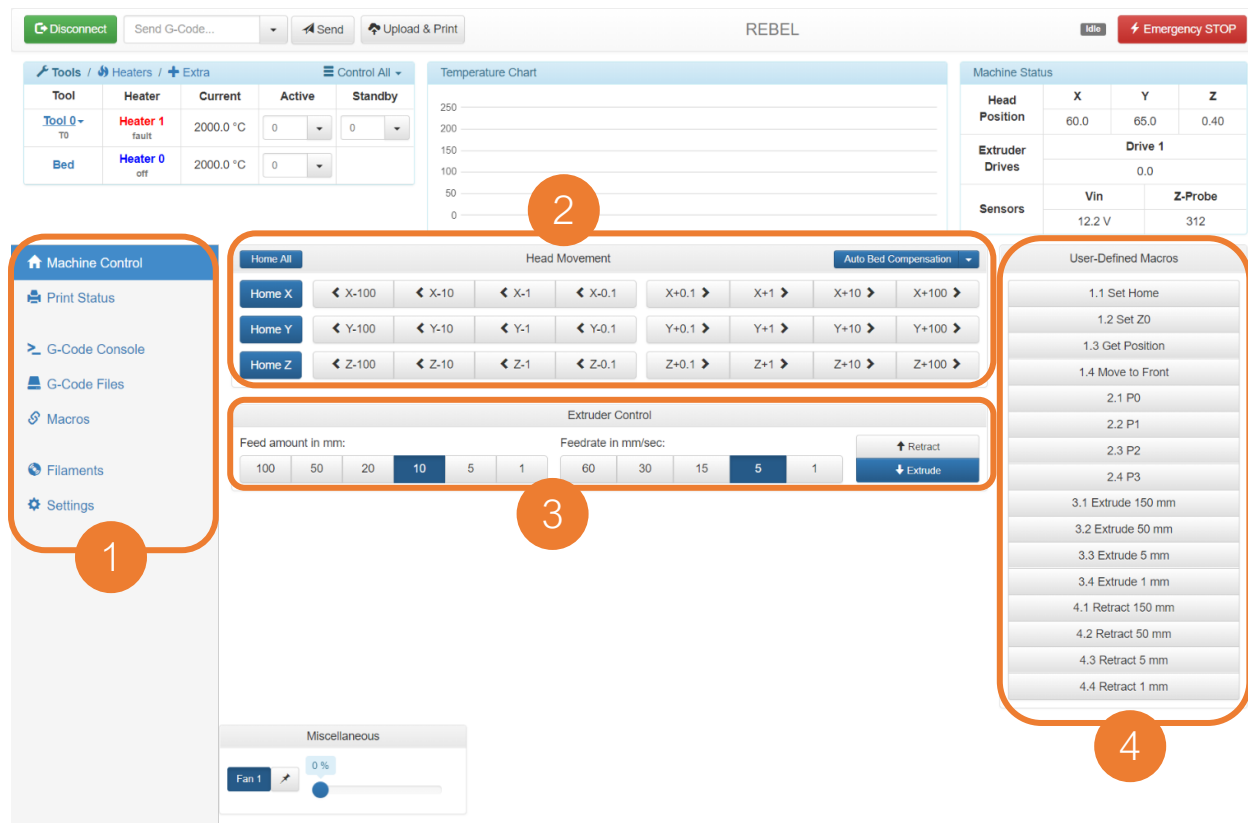 Disconnect Send G-Code... Send Upload & Print REBEL Idle Emergency STOP
Tools / Heaters / Extra Control All
Tool Heater Current Active Standby
Tool 0 Heater 1 2000.0 °C 0 0
T0 fault
Bed Heater 0 2000.0 °C 0
off
Temperature Chart
250
200
150
100
50
0
Machine Status
Head Position X Y Z
60.0 65.0 0.40
Extruder Drives Drive 1
0.0
Sensors Vin Z-Probe
12.2 V 312
Machine Control
Print Status
G-Code Console
G-Code Files
Macros
Filaments
Settings
1
2
Home All Head Movement Auto Bed Compensation
Home X X-100 X-10 X-1 X-0.1 X+0.1 X+1 X+10 X+100
Home Y Y-100 Y-10 Y-1 Y-0.1 Y+0.1 Y+1 Y+10 Y+100
Home Z Z-100 Z-10 Z-1 Z-0.1 Z+0.1 Z+1 Z+10 Z+100
Extruder Control
Feed amount in mm: Feedrate in mm/sec: Retract
100 50 20 10 5 1 60 30 15 5 1 Extrude
3
User-Defined Macros
1.1 Set Home
1.2 Set Z0
1.3 Get Position
1.4 Move to Front
2.1 P0
2.2 P1
2.3 P2
2.4 P3
3.1 Extrude 150 mm
3.2 Extrude 50 mm
3.3 Extrude 5 mm
3.4 Extrude 1 mm
4.1 Retract 150 mm
4.2 Retract 50 mm
4.3 Retract 5 mm
4.4 Retract 1 mm
4
Miscellaneous
Fan 1 0 %